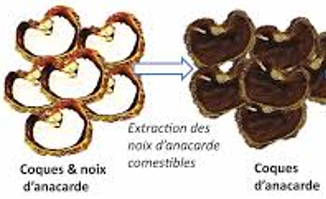 Extraction des
noix d'anacarde
comestibles
Coques & noix
d'anacarde
Coques
d'anacarde